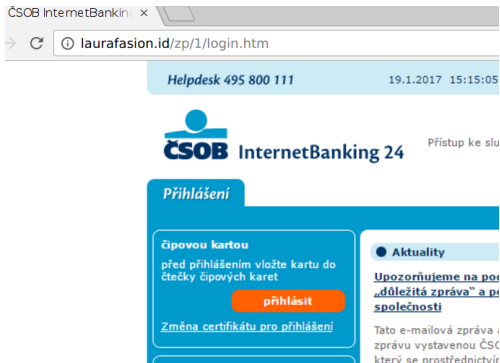 ČSOB InternetBanking
laurafasion.id/zp/1/login.htm
Helpdesk 495 800 111
19.1.2017 15:15:05
ČSOB InternetBanking 24
Přístup ke slu
Přihlášení
čipovou kartou
před přihlášením vložte kartu do
čtečky čipových karet
přihlásit
Změna certifikátu pro přihlášení
Aktuality
Upozorňujeme na pod
„důležitá zpráva" a po
společnosti
Tato e-mailová zpráva a
zprávu vystavenou ČSO
který se prostřednictvím